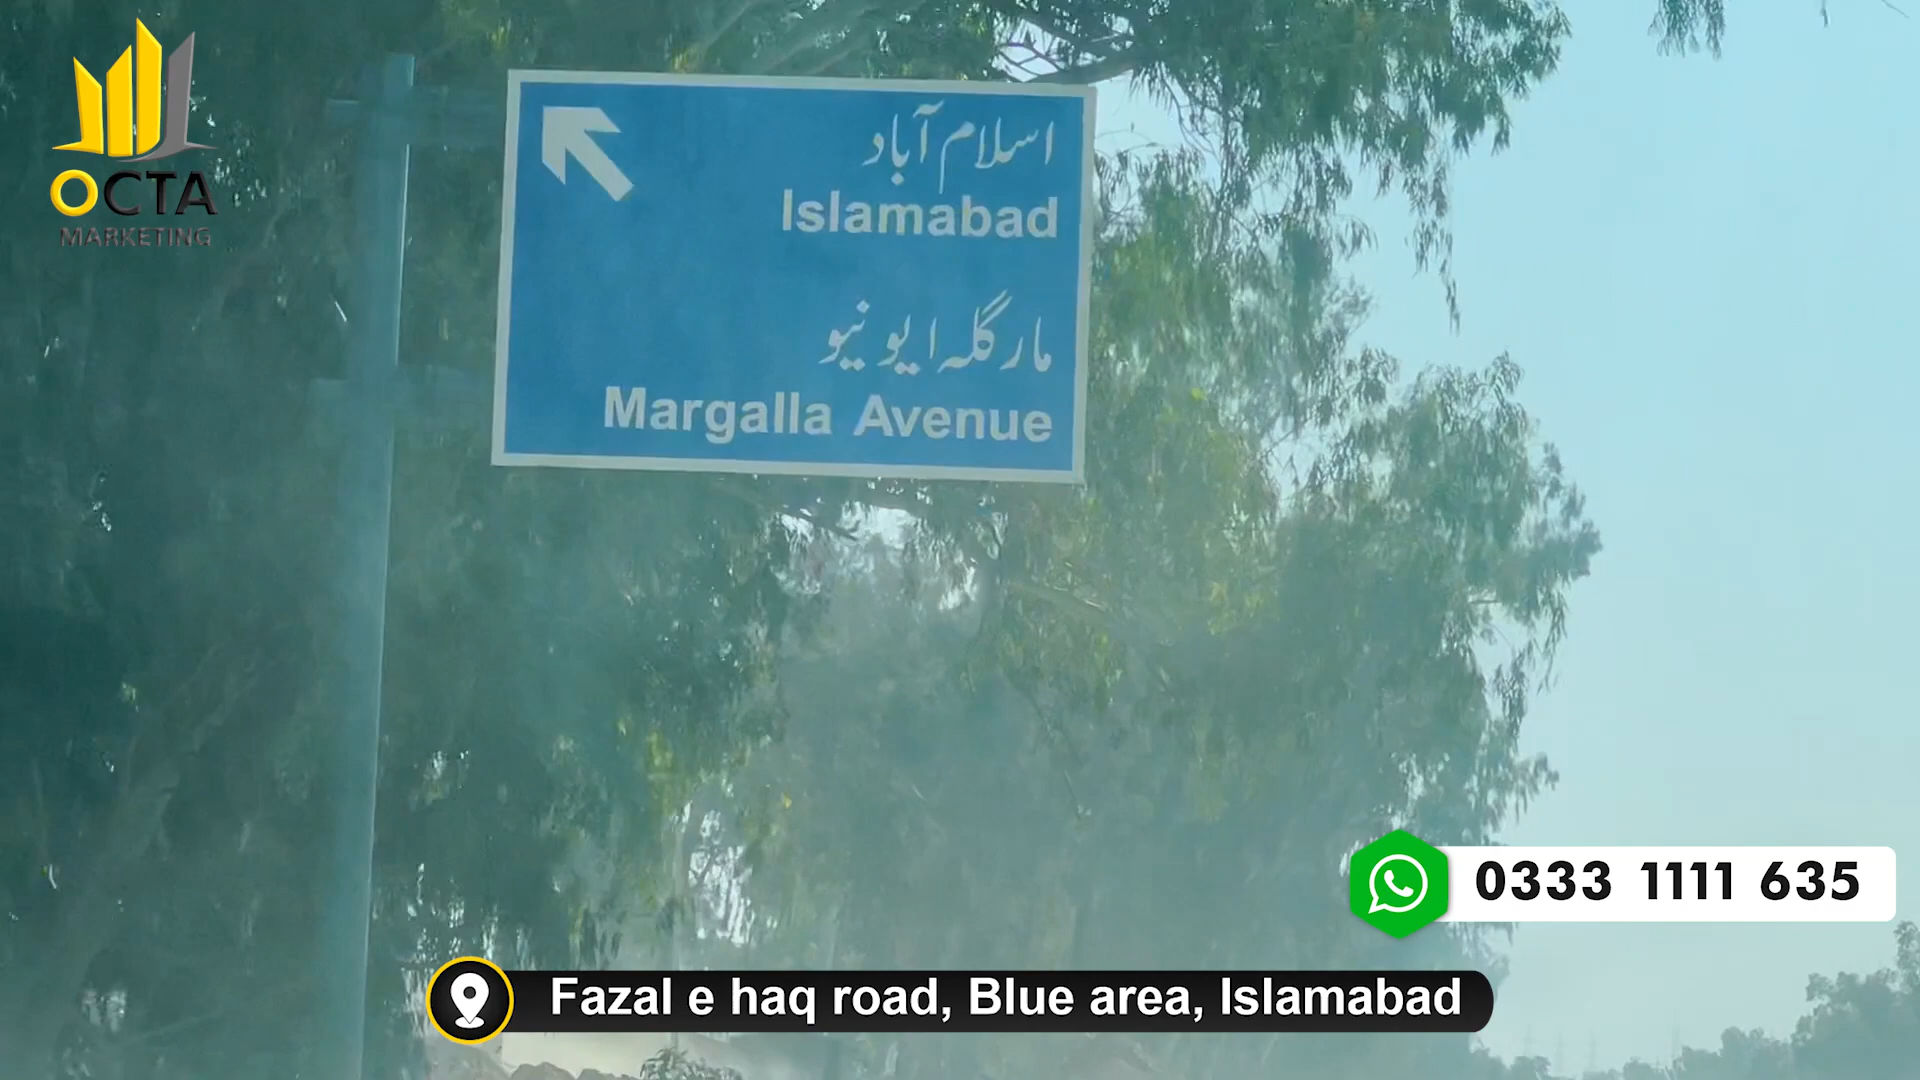 OCTA
MARKETING
اسلام آباد
Islamabad
مارگلہ ایونیو
Margalla Avenue
0333 1111 635
Fazal e haq road, Blue area, Islamabad